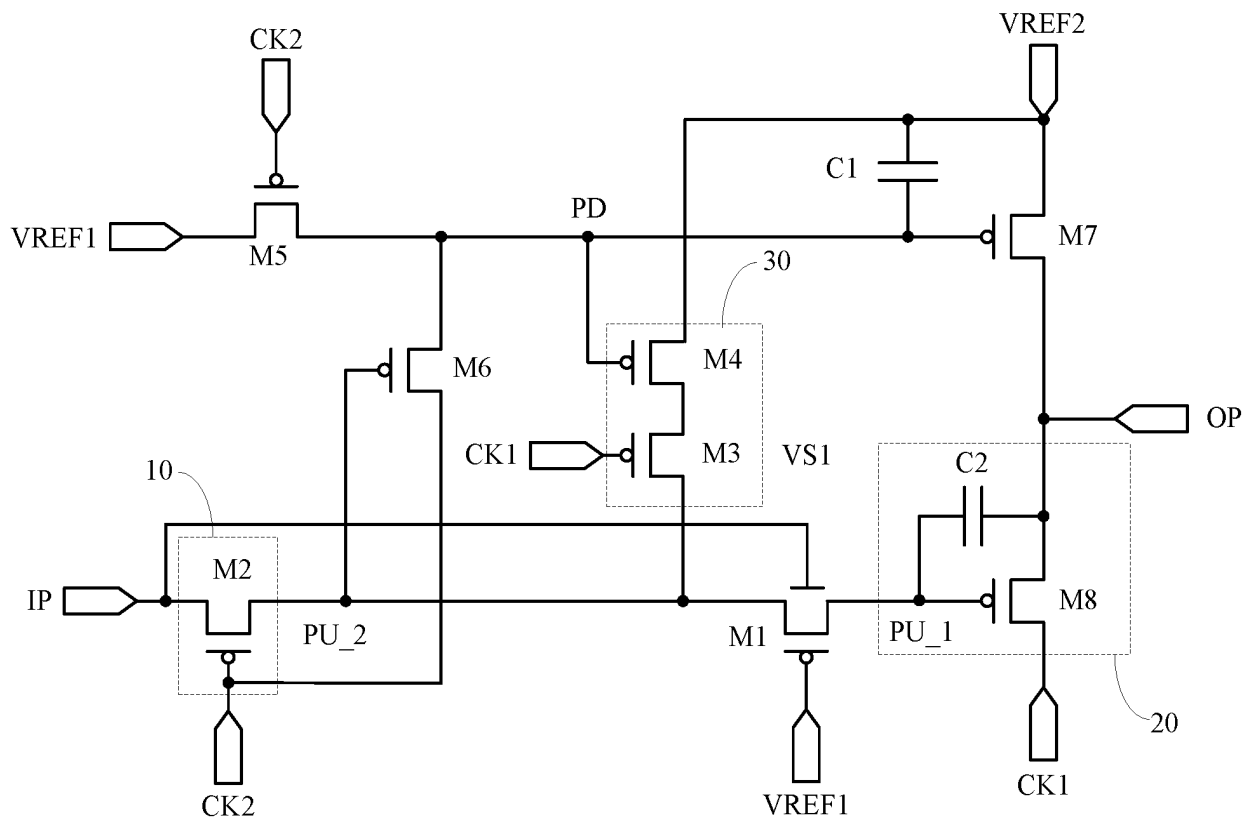 CK2
VREF2
C1
VREF1
M5
PD
M7
30
M6
M4
CK1
M3
VS1
OP
10
C2
IP
M2
PU_2
M1
PU_1
M8
20
CK2
VREF1
CK1